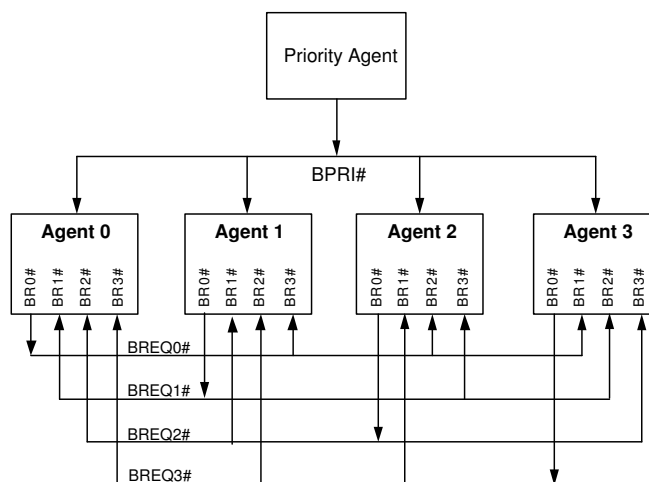 Priority Agent
BPRI#
Agent 0
Agent 1
Agent 2
Agent 3
BR0#
BR1#
BR2#
BR3#
BR0#
BR1#
BR2#
BR3#
BR0#
BR1#
BR2#
BR3#
BR0#
BR1#
BR2#
BR3#
BREQ0#
BREQ1#
BREQ2#
BREQ3#